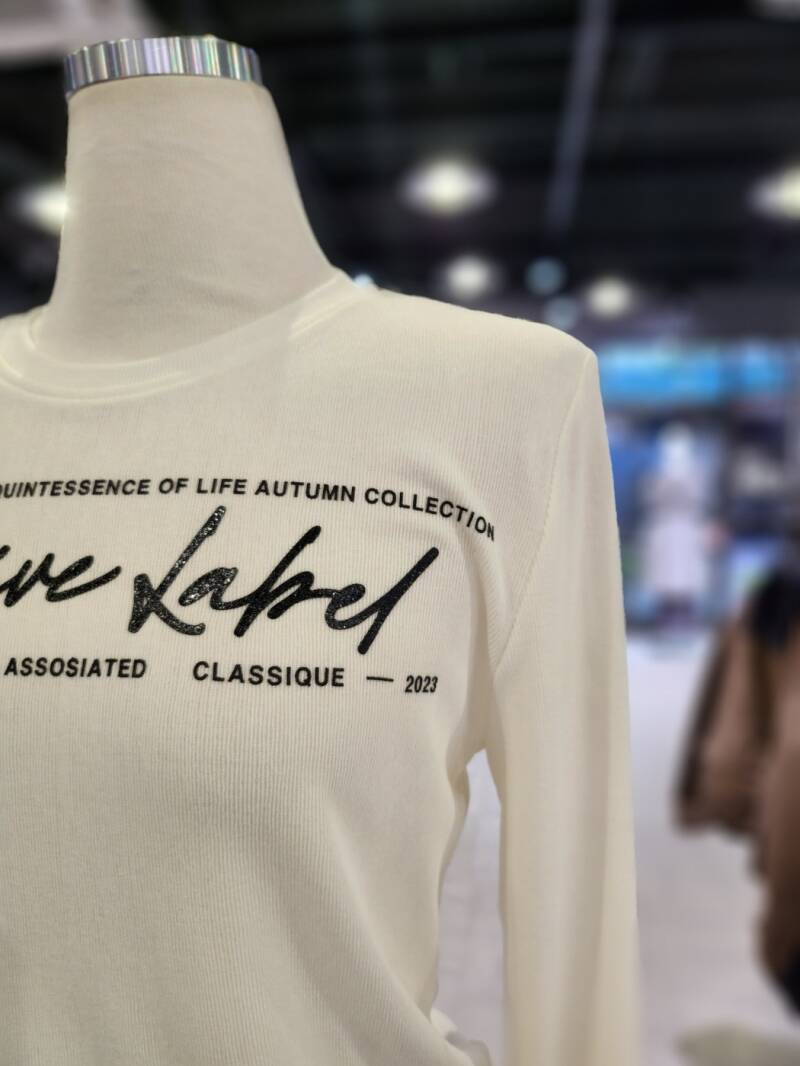 QUINTESSENCE OF LIFE AUTUMN COLLECTION
Label
ASSOSIATED CLASSIQUE — 2023